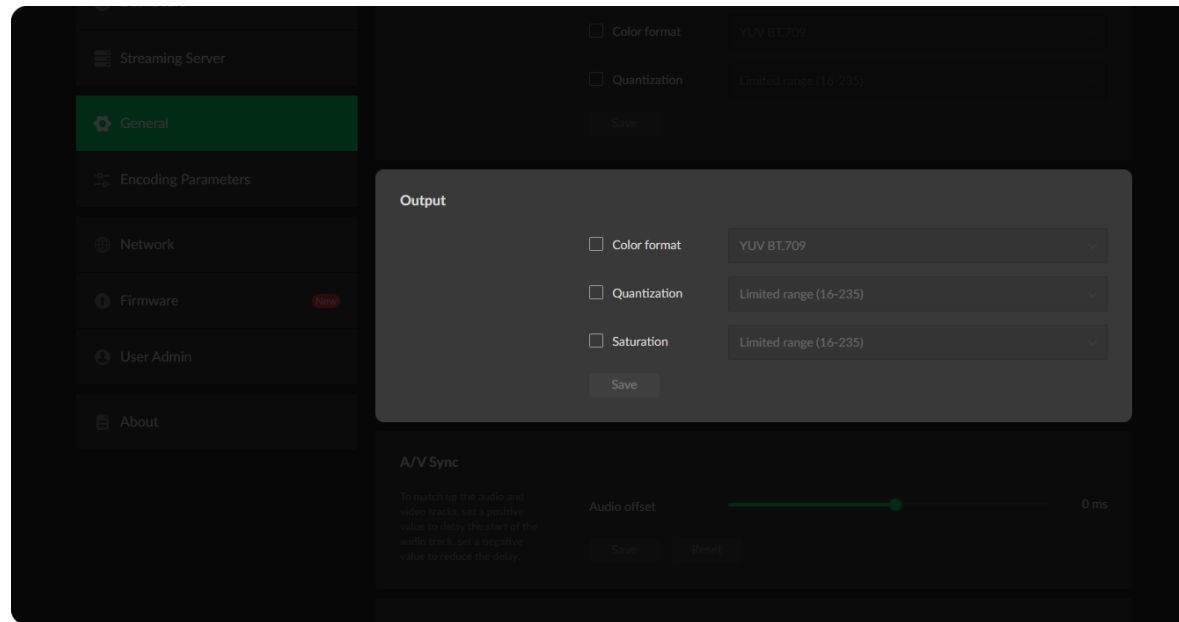 Streaming Server
General
Encoding Parameters
Network
Firmware New
User Admin
About
Color format YUV BT.709
Quantization Limited range (16-235)
Save
Output
Color format YUV BT.709
Quantization Limited range (16-235)
Saturation Limited range (16-235)
Save
A/V Sync
To match up the audio and
video tracks, set a positive
value to delay the start of the
audio track, set a negative
value to reduce the delay.
Audio offset 0 ms
Save Reset